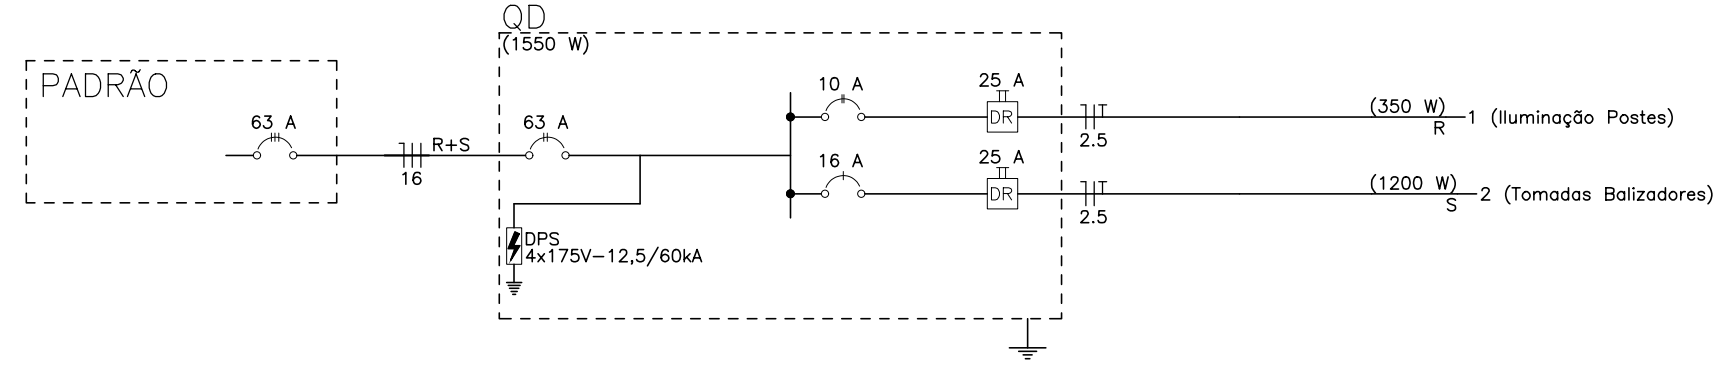 QD
(1550 W)
PADRÃO
63 A
R+S
16
63 A
10 A
25 A
DR
2.5
(350 W)
R
1 (Iluminação Postes)
16 A
25 A
DR
2.5
(1200 W)
S
2 (Tomadas Balizadores)
DPS
4x175V-12,5/60kA